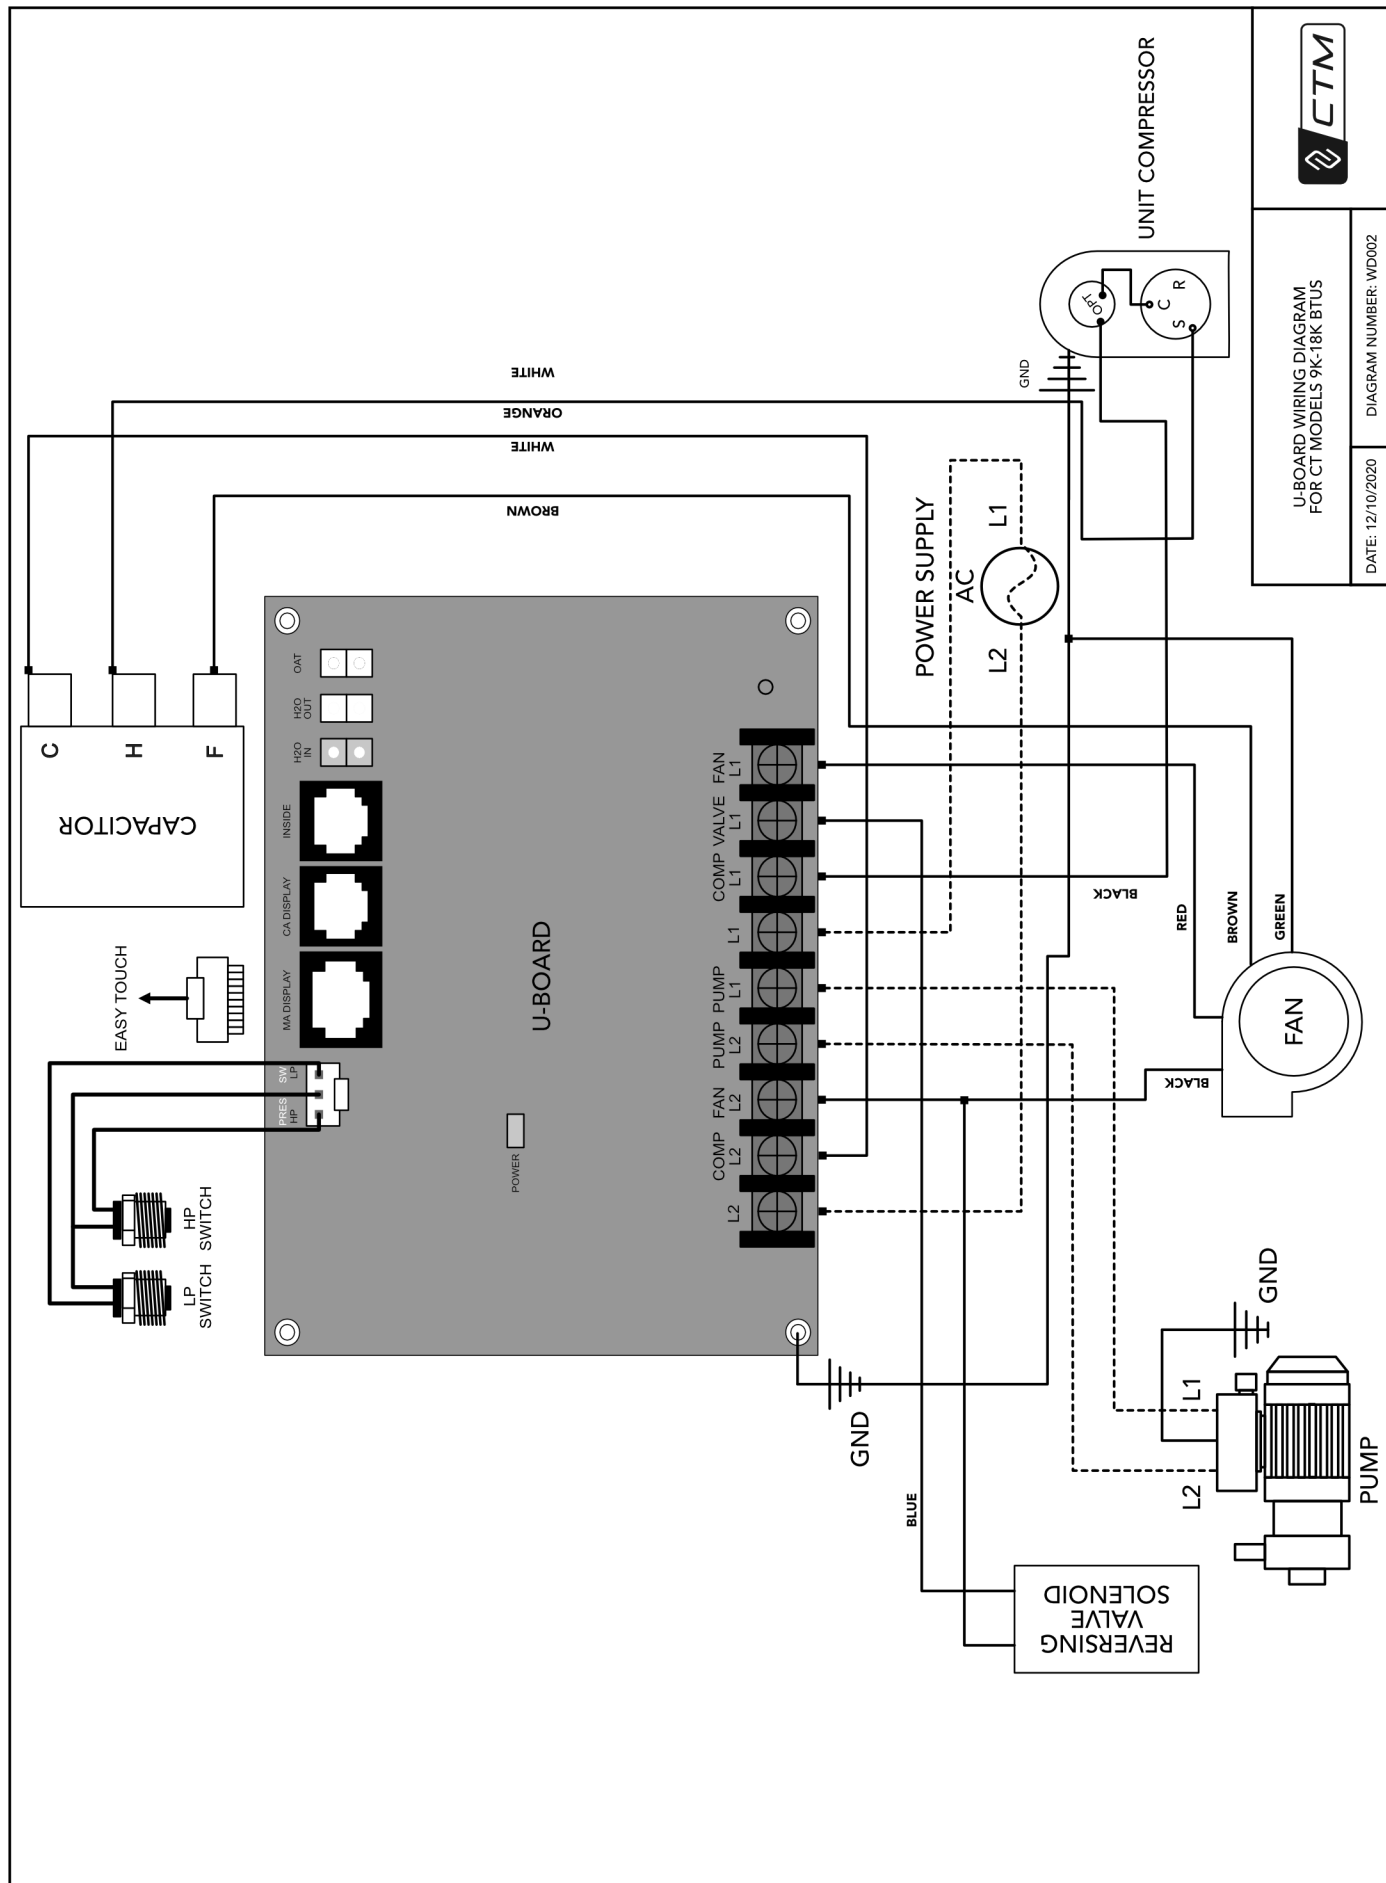 CAPACITOR
C
H
F
WHITE
ORANGE
WHITE
BROWN
EASY TOUCH
LP
SWITCH
HP
SWITCH
PRES SW
HP
LP
MA DISPLAY
CA DISPLAY
INSIDE
H2O
IN
H2O
OUT
OAT
U-BOARD
POWER
L2
COMP
L2
FAN
L2
PUMP
L2
PUMP
L1
L1
COMP
L1
VALVE
L1
FAN
L1
GND
POWER SUPPLY
AC
L2
L1
GND
OPT
C
S
R
UNIT COMPRESSOR
BLACK
RED
BROWN
GREEN
BLACK
FAN
BLUE
REVERSING
VALVE
SOLENOID
L2
L1
GND
PUMP
CTM
U-BOARD WIRING DIAGRAM
FOR CT MODELS 9K-18K BTUS
DATE: 12/10/2020
DIAGRAM NUMBER: WD002